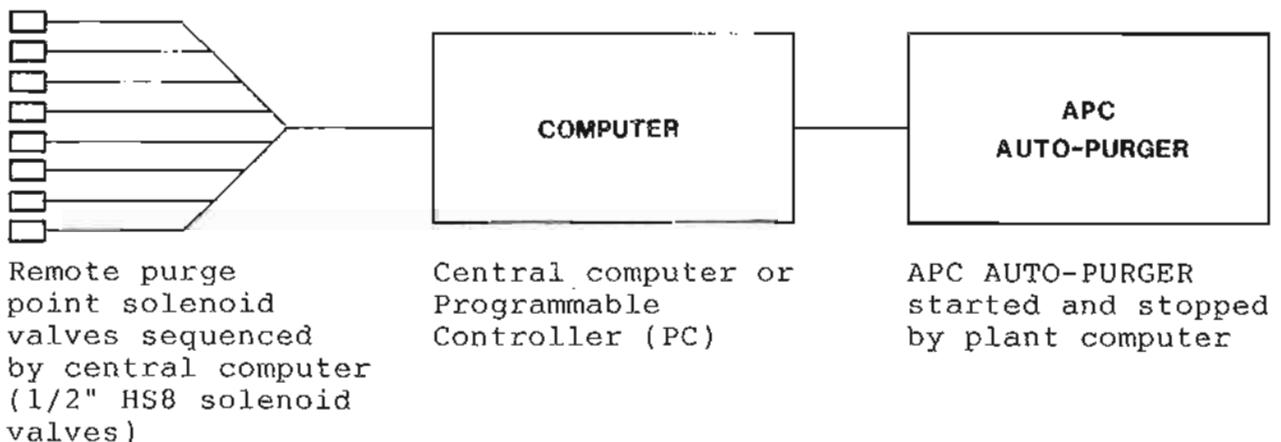 COMPUTER
APC
AUTO-PURGER
Remote purge
point solenoid
valves sequenced
by central computer
(1/2" HS8 solenoid
valves)
Central computer or
Programmable
Controller (PC)
APC AUTO-PURGER
started and stopped
by plant computer